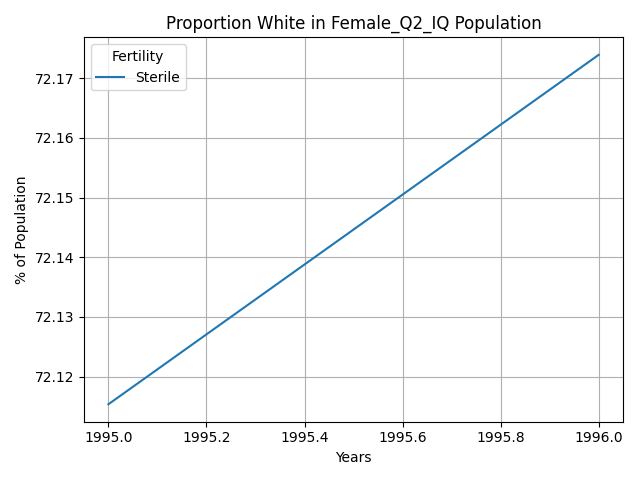 Proportion White in Female_Q2_IQ Population
Fertility
Sterile
% of Population
72.17
72.16
72.15
72.14
72.13
72.12
1995.0 1995.2 1995.4 1995.6 1995.8 1996.0
Years